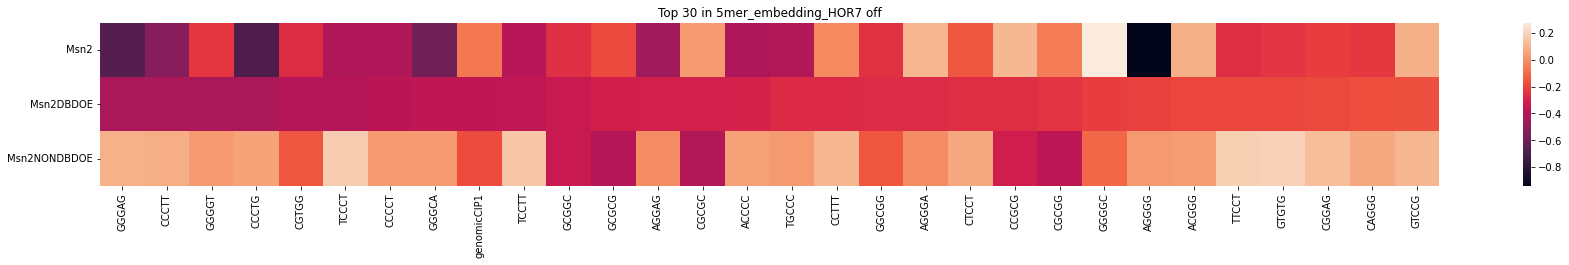 Top 30 in 5mer_embedding_HOR7 off
Msn2
Msn2DBDOE
Msn2NONDBDOE
GGGAG CCCTT GGGGT CCCTG CGTGG TCCCT CCCCT GGGCA genomicCIP1 TCCTT GCGGC GCGCG AGGAG CGCGC ACCCC TGCCC CCTTT GGCGG AGGGA CTCCT CCGCG CGCGG GGGGC AGGGG ACGGG TTCCT GTGTG CGGAG CAGGG GTCCG
0.2
0.0
−0.2
−0.4
−0.6
−0.8